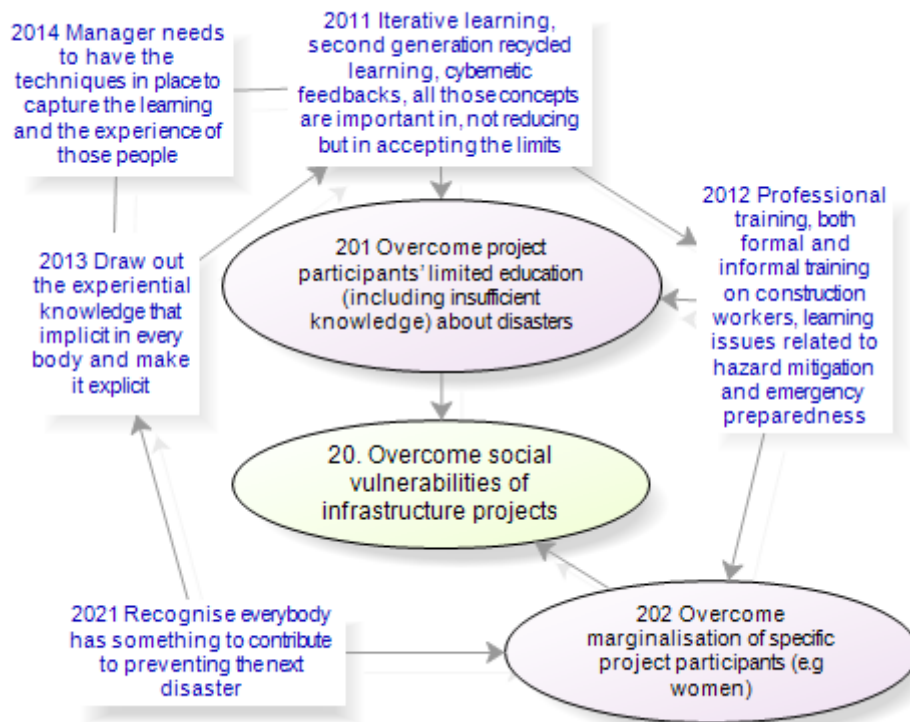 2014 Manager needs
to have the
techniques in place to
capture the learning
and the experience of
those people
2011 Iterative learning,
second generation recycled
learning, cybernetic
feedbacks, all those concepts
are important in, not reducing
but in accepting the limits
2012 Professional
training, both
formal and
informal training
on construction
workers, learning
issues related to
hazard mitigation
and emergency
preparedness
201 Overcome project
participants' limited education
(including insufficient
knowledge) about disasters
2013 Draw out
the experiential
knowledge that
implicit in every
body and make
it explicit
20. Overcome social
vulnerabilities of
infrastructure projects
2021 Recognise everybody
has something to contribute
to preventing the next
disaster
202 Overcome
marginalisation of specific
project participants (e.g
women)